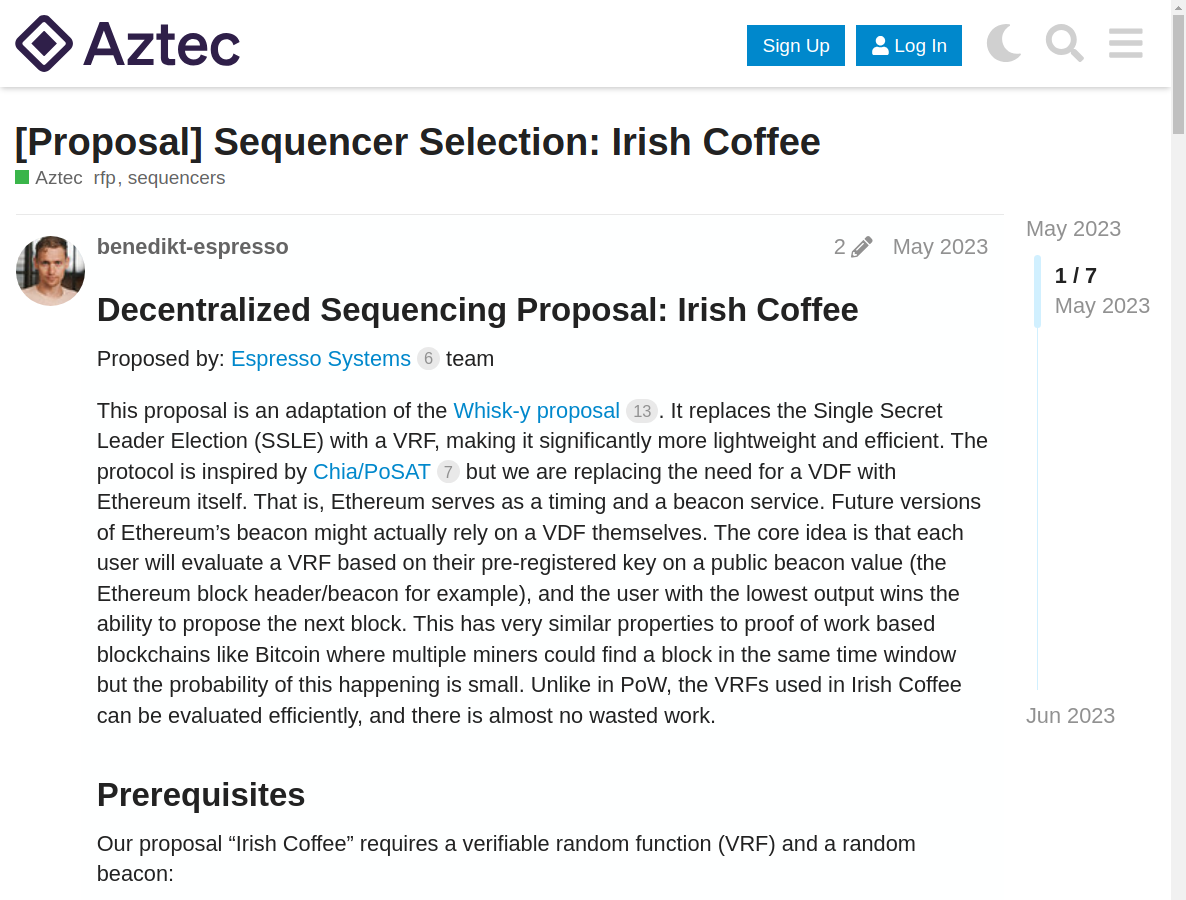 Aztec
Sign Up
Log In
[Proposal] Sequencer Selection: Irish Coffee
Aztec rfp, sequencers
benedikt-espresso
2
May 2023
Decentralized Sequencing Proposal: Irish Coffee
Proposed by: Espresso Systems 6 team
This proposal is an adaptation of the Whisk-y proposal 13. It replaces the Single Secret
Leader Election (SSLE) with a VRF, making it significantly more lightweight and efficient. The
protocol is inspired by Chia/PoSAT 7 but we are replacing the need for a VDF with
Ethereum itself. That is, Ethereum serves as a timing and a beacon service. Future versions
of Ethereum’s beacon might actually rely on a VDF themselves. The core idea is that each
user will evaluate a VRF based on their pre-registered key on a public beacon value (the
Ethereum block header/beacon for example), and the user with the lowest output wins the
ability to propose the next block. This has very similar properties to proof of work based
blockchains like Bitcoin where multiple miners could find a block in the same time window
but the probability of this happening is small. Unlike in PoW, the VRFs used in Irish Coffee
can be evaluated efficiently, and there is almost no wasted work.
Prerequisites
Our proposal “Irish Coffee” requires a verifiable random function (VRF) and a random
beacon:
May 2023
1 / 7
May 2023
Jun 2023